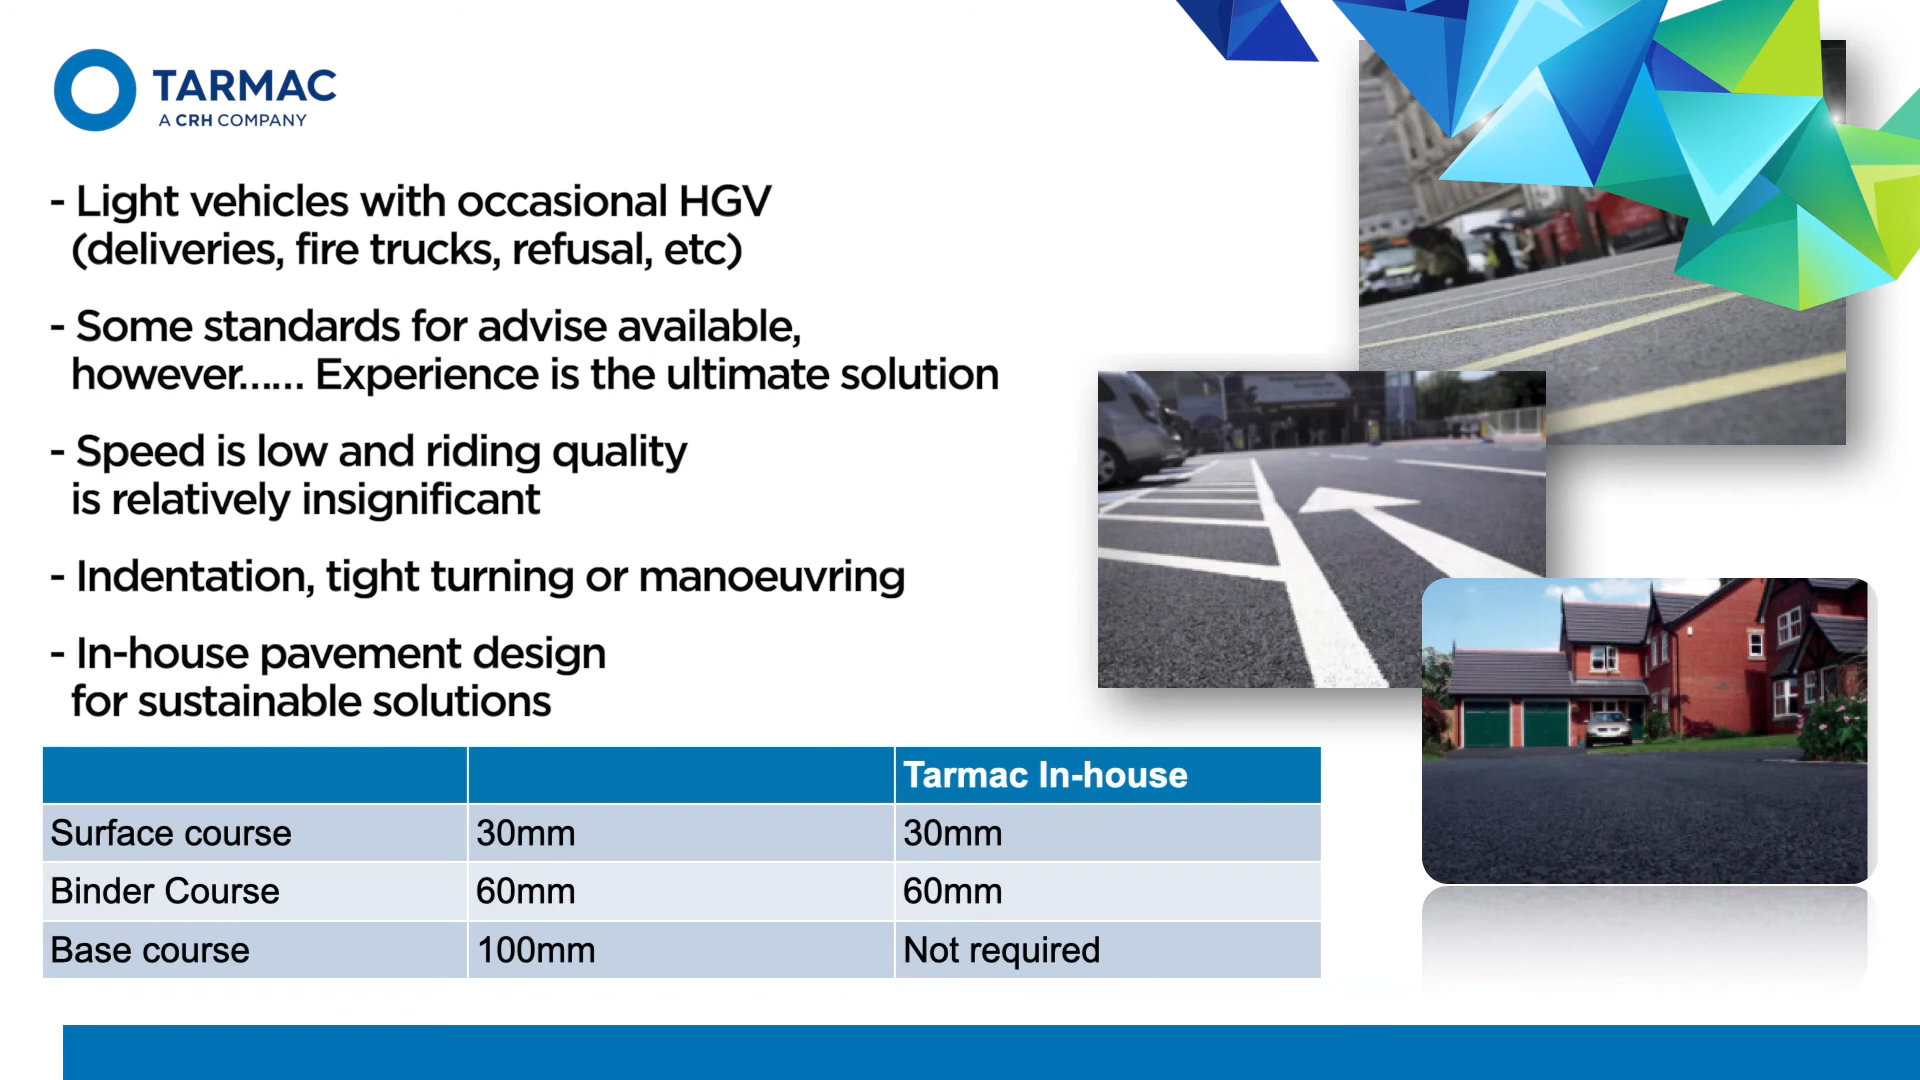 TARMAC
A CRH COMPANY
- Light vehicles with occasional HGV
(deliveries, fire trucks, refusal, etc)
- Some standards for advise available,
however...... Experience is the ultimate solution
- Speed is low and riding quality
is relatively insignificant
- Indentation, tight turning or manoeuvring
- In-house pavement design
for sustainable solutions
Tarmac In-house
Surface course 30mm 30mm
Binder Course 60mm 60mm
Base course 100mm Not required